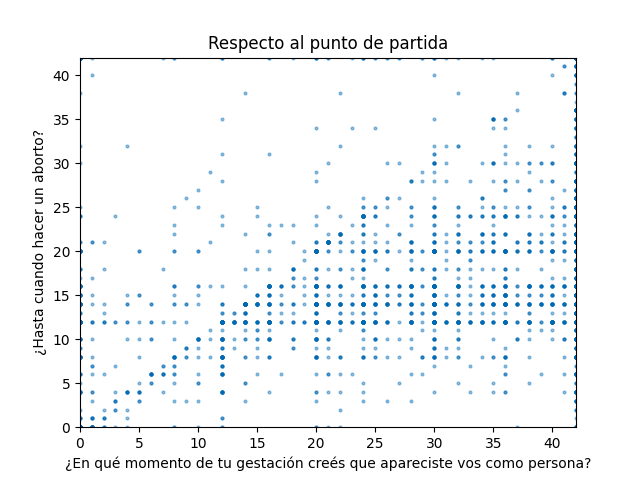 Respecto al punto de partida
40
35
30
25
20
15
10
5
0
¿Hasta cuando hacer un aborto?
0 5 10 15 20 25 30 35 40
¿En qué momento de tu gestación creés que apareciste vos como persona?